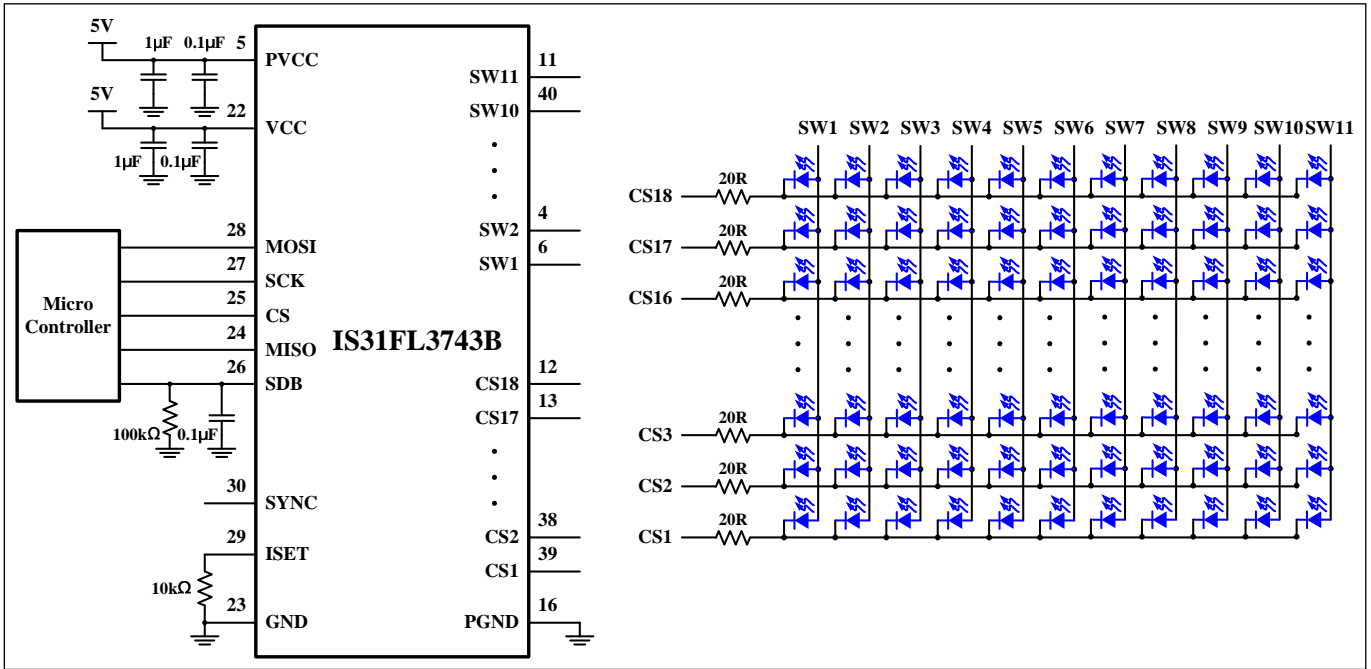 5V
1µF 0.1µF
5
PVCC
5V
22
VCC
1µF 0.1µF
Micro
Controller
28
MOSI
27
SCK
25
CS
24
MISO
26
SDB
100kΩ 0.1µF
30
SYNC
29
ISET
10kΩ
23
GND
IS31FL3743B
11
SW11
40
SW10
4
SW2
6
SW1
12
CS18
13
CS17
38
CS2
39
CS1
16
PGND
SW1 SW2 SW3 SW4 SW5 SW6 SW7 SW8 SW9 SW10 SW11
20R
CS18
20R
CS17
20R
CS16
20R
CS3
20R
CS2
20R
CS1